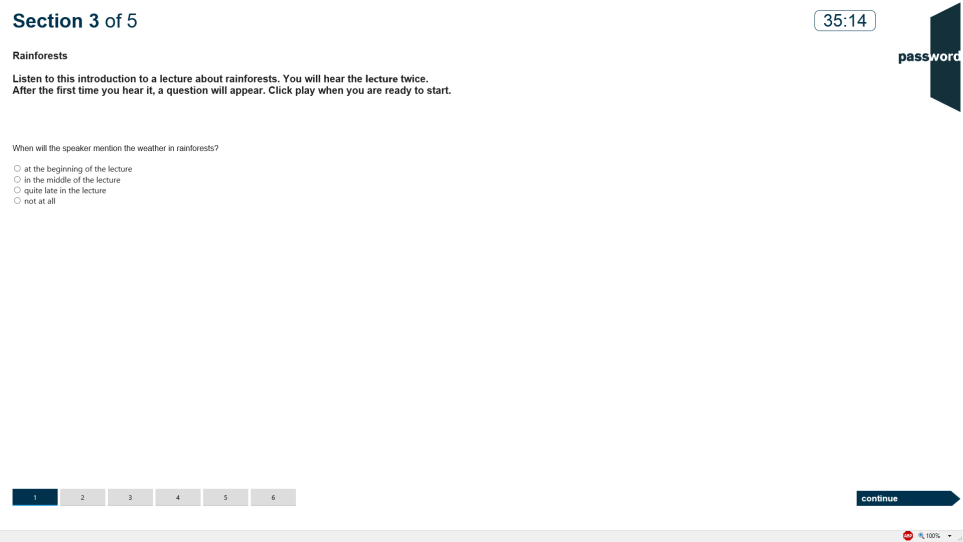 Section 3 of 5
35:14
password
Rainforests
Listen to this introduction to a lecture about rainforests. You will hear the lecture twice.
After the first time you hear it, a question will appear. Click play when you are ready to start.
When will the speaker mention the weather in rainforests?
at the beginning of the lecture
in the middle of the lecture
quite late in the lecture
not at all
1 2 3 4 5 6
continue
ABP 100%